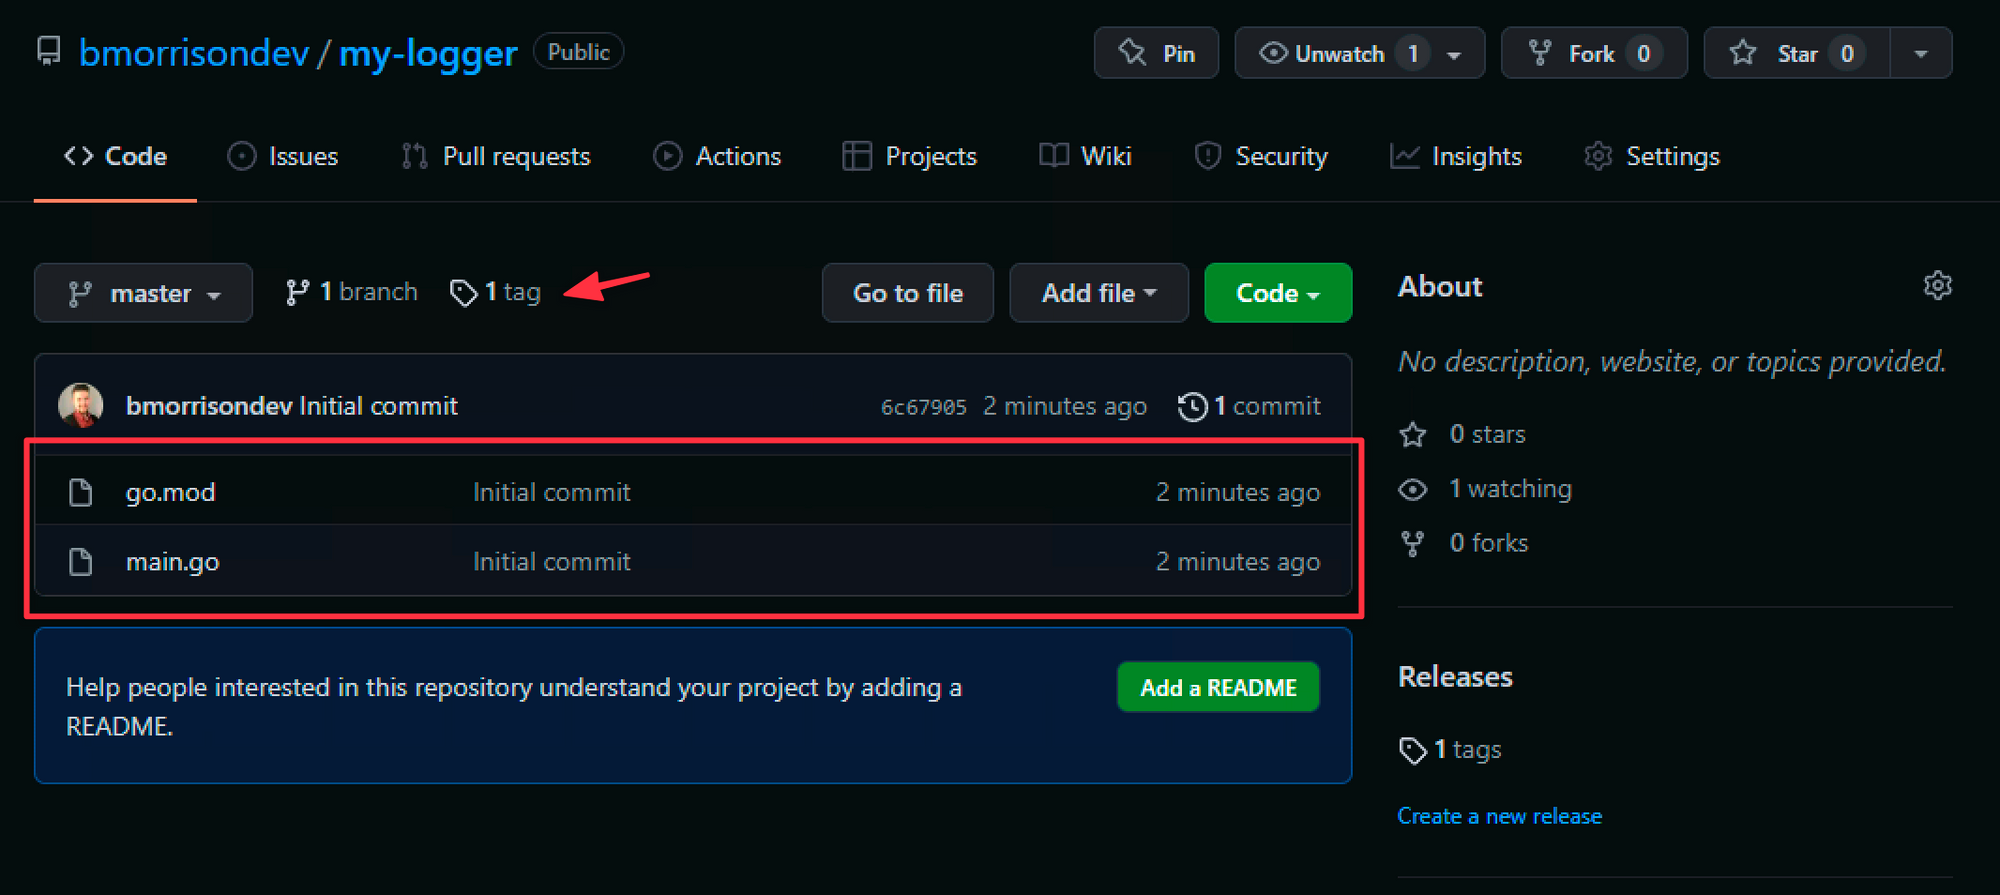 bmorrisondev / my-logger Public
Pin
Unwatch 1
Fork 0
Star 0
Code
Issues
Pull requests
Actions
Projects
Wiki
Security
Insights
Settings
master
1 branch
1 tag
Go to file
Add file
Code
bmorrisondev Initial commit
6c67905 2 minutes ago
1 commit
go.mod
Initial commit
2 minutes ago
main.go
Initial commit
2 minutes ago
Help people interested in this repository understand your project by adding a
README.
Add a README
About
No description, website, or topics provided.
0 stars
1 watching
0 forks
Releases
1 tags
Create a new release